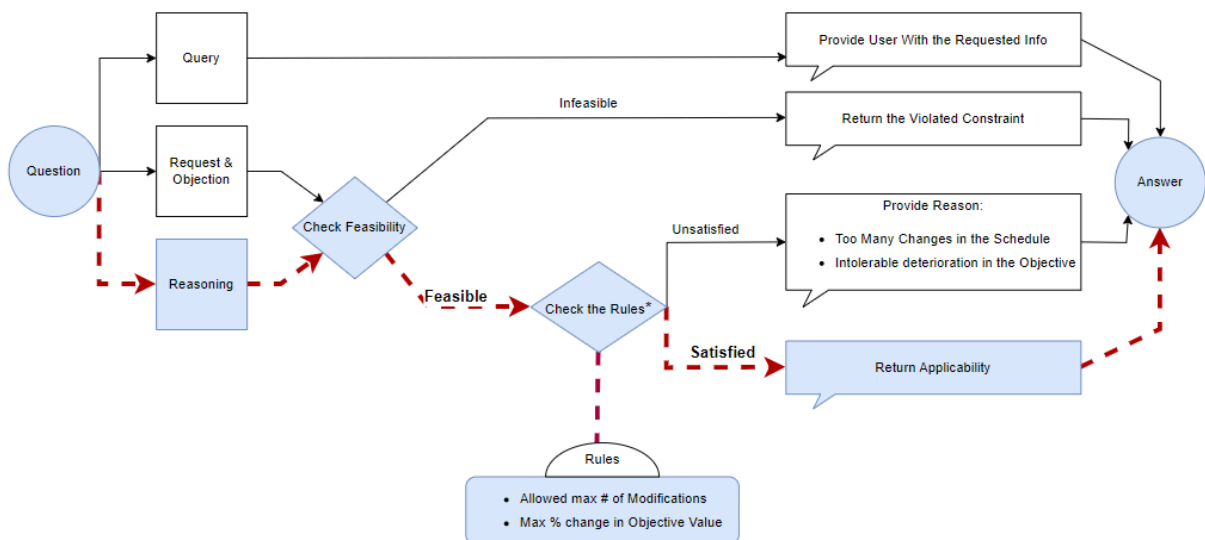 Query
Provide User With the Requested Info
Infeasible
Return the Violated Constraint
Question
Request &
Objection
Check Feasibility
Answer
Provide Reason:
Unsatisfied
• Too Many Changes in the Schedule
• Intolerable deterioration in the Objective
Reasoning
Feasible
Check the Rules*
Satisfied
Return Applicability
Rules
• Allowed max # of Modifications
• Max % change in Objective Value